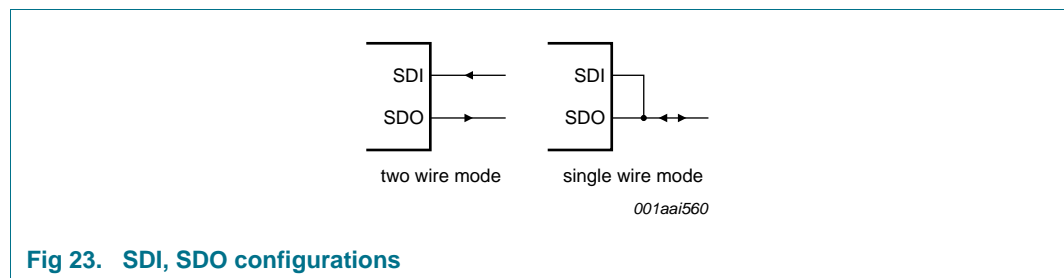 SDI
SDO
two wire mode
SDI
SDO
single wire mode
001aai560
Fig 23. SDI, SDO configurations